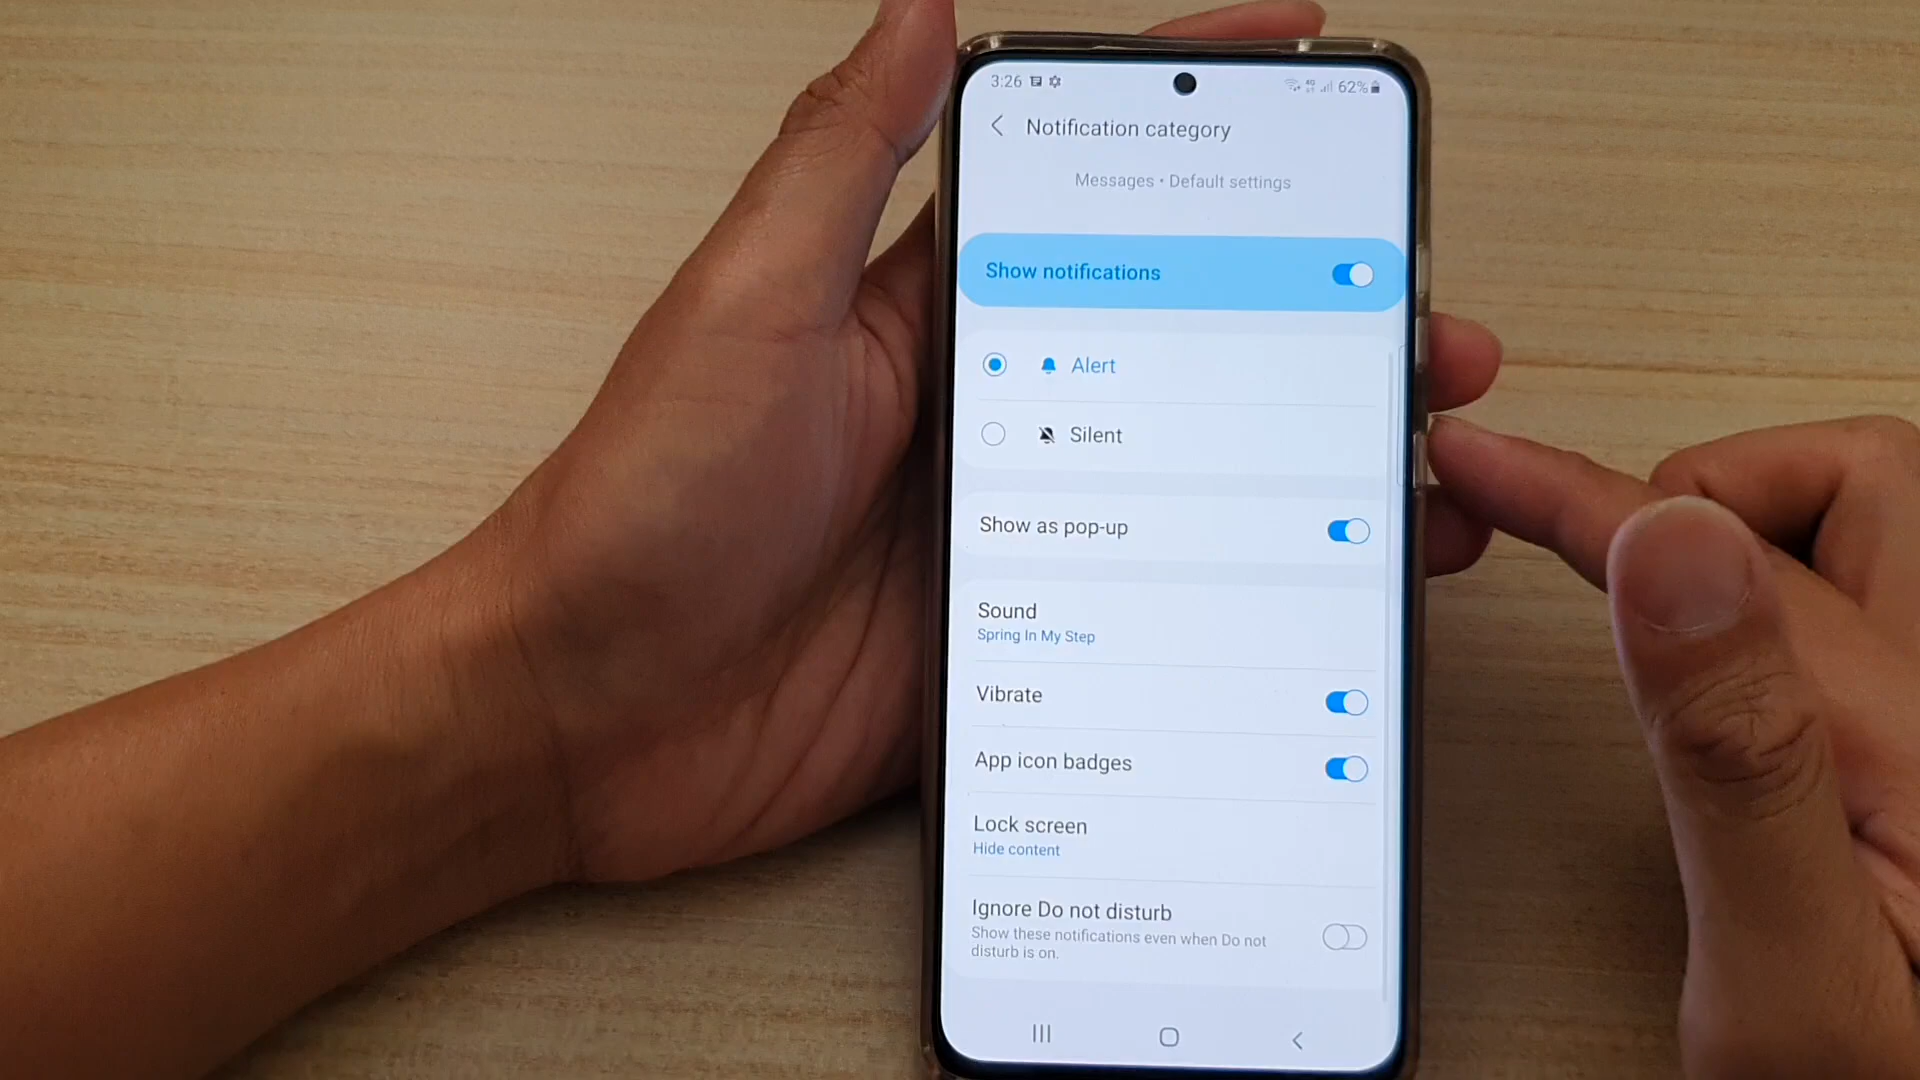 3:26 62%
Notification category
Messages • Default settings
Show notifications
Alert
Silent
Show as pop-up
Sound
Spring In My Step
Vibrate
App icon badges
Lock screen
Hide content
Ignore Do not disturb
Show these notifications even when Do not
disturb is on.